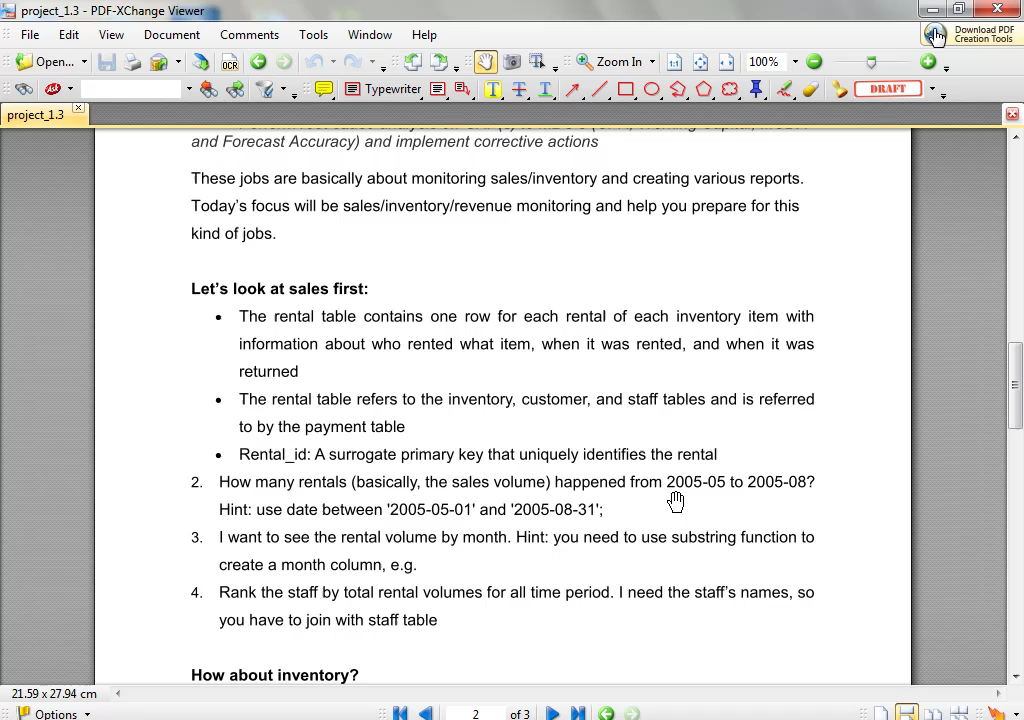 project_1.3 - PDF-XChange Viewer
File Edit View Document Comments Tools Window Help
Download PDF
Creation Tools
Open... OCR Zoom In 100%
Typewriter DRAFT
project_1.3
and Forecast Accuracy) and implement corrective actions
These jobs are basically about monitoring sales/inventory and creating various reports.
Today's focus will be sales/inventory/revenue monitoring and help you prepare for this
kind of jobs.
Let's look at sales first:
• The rental table contains one row for each rental of each inventory item with
information about who rented what item, when it was rented, and when it was
returned
• The rental table refers to the inventory, customer, and staff tables and is referred
to by the payment table
• Rental_id: A surrogate primary key that uniquely identifies the rental
2. How many rentals (basically, the sales volume) happened from 2005-05 to 2005-08?
Hint: use date between '2005-05-01' and '2005-08-31';
3. I want to see the rental volume by month. Hint: you need to use substring function to
create a month column, e.g.
4. Rank the staff by total rental volumes for all time period. I need the staff's names, so
you have to join with staff table
How about inventory?
21.59 x 27.94 cm
Options 2 of 3